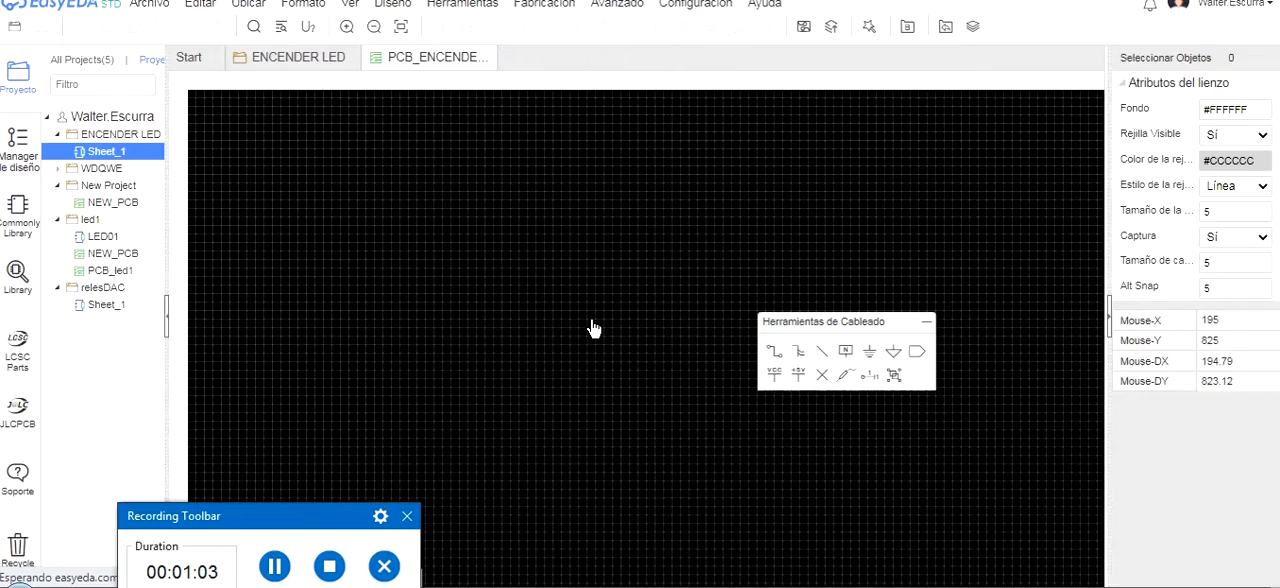 EasyEDA STD Archivo Editar Ubicar Formato Ver Diseño Herramientas Fabricación Avanzado Configuración Ayuda Walter.Escurra
All Projects(5) | Proye
Start ENCENDER LED PCB_ENCENDE...
Filtro
Proyecto
Manager de diseño
Commonly Library
Library
LCSC
LCSC Parts
JLCPCB
Soporte
Recycle
Walter.Escurra
ENCENDER LED
Sheet_1
WDQWE
New Project
NEW_PCB
led1
LED01
NEW_PCB
PCB_led1
relesDAC
Sheet_1
Herramientas de Cableado
N
VCC +5V
Seleccionar Objetos 0
Atributos del lienzo
Fondo #FFFFFF
Rejilla Visible Sí
Color de la rej... #CCCCCC
Estilo de la rej... Línea
Tamaño de la ... 5
Captura Sí
Tamaño de ca... 5
Alt Snap 5
Mouse-X 195
Mouse-Y 825
Mouse-DX 194.79
Mouse-DY 823.12
Recording Toolbar
Duration
00:01:03
Esperando easyeda.com